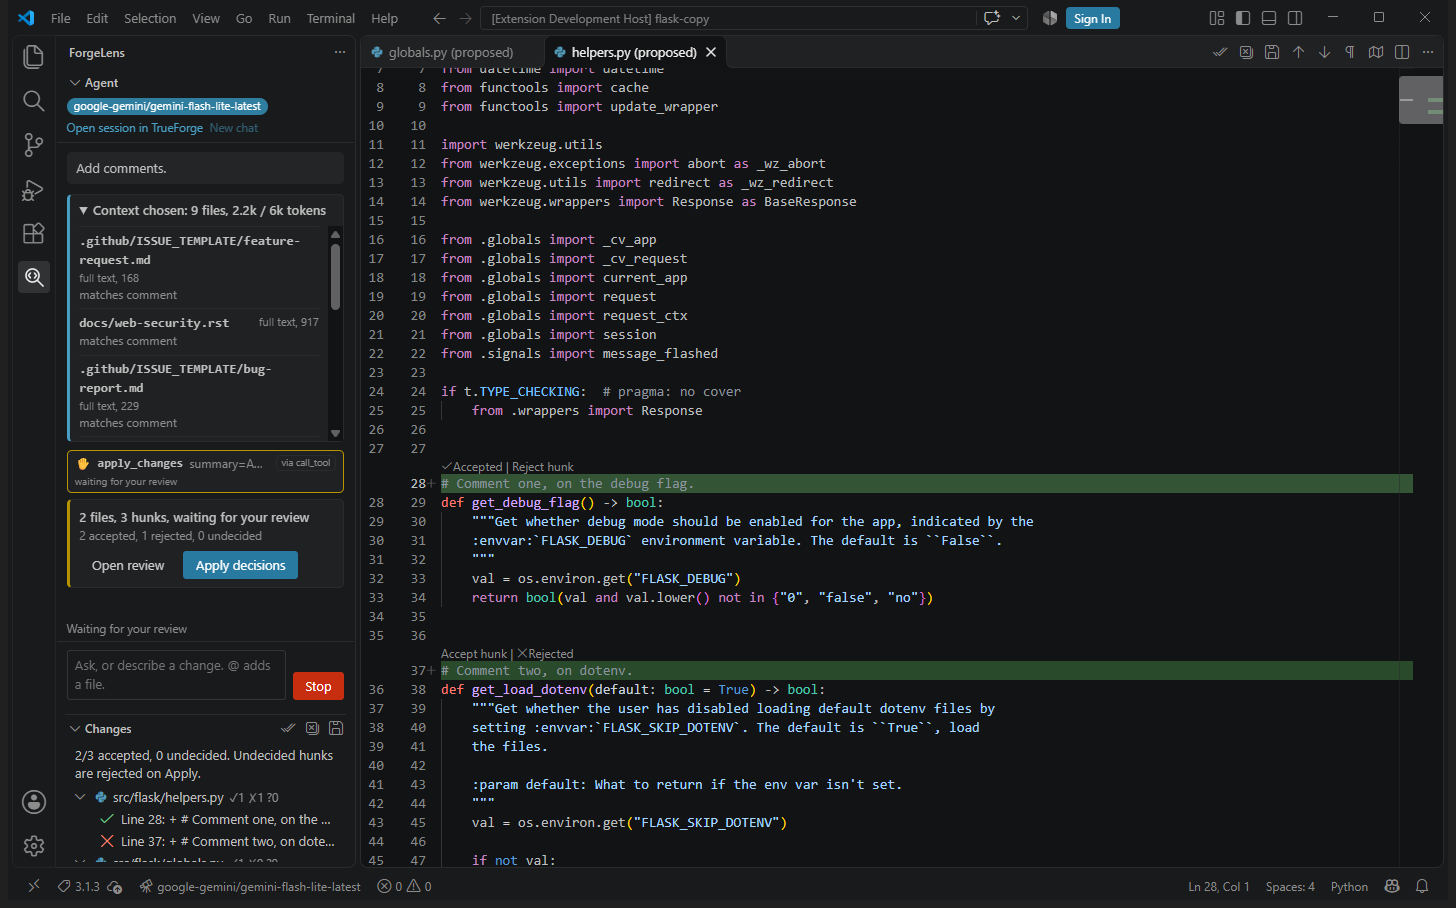 File Edit Selection View Go Run Terminal Help
[Extension Development Host] flask-copy
Sign In
ForgeLens
Agent
google-gemini/gemini-flash-lite-latest
Open session in TrueForge New chat
Add comments.
▼ Context chosen: 9 files, 2.2k / 6k tokens
.github/ISSUE_TEMPLATE/feature-
request.md
full text, 168
matches comment
docs/web-security.rst full text, 917
matches comment
.github/ISSUE_TEMPLATE/bug-
report.md
full text, 229
matches comment
apply_changes summary=A... via call_tool
waiting for your review
2 files, 3 hunks, waiting for your review
2 accepted, 1 rejected, 0 undecided
Open review Apply decisions
Waiting for your review
Ask, or describe a change. @ adds
a file.
Stop
Changes
2/3 accepted, 0 undecided. Undecided hunks
are rejected on Apply.
src/flask/helpers.py ✓1 X1 ?0
Line 28: + # Comment one, on the ...
Line 37: + # Comment two, on dote...
src/flask/globals.py ✓1 X0 ?0
globals.py (proposed) helpers.py (proposed)
7 7 from datetime import datetime
8 8 from functools import cache
9 9 from functools import update_wrapper
10 10
11 11 import werkzeug.utils
12 12 from werkzeug.exceptions import abort as _wz_abort
13 13 from werkzeug.utils import redirect as _wz_redirect
14 14 from werkzeug.wrappers import Response as BaseResponse
15 15
16 16 from .globals import _cv_app
17 17 from .globals import _cv_request
18 18 from .globals import current_app
19 19 from .globals import request
20 20 from .globals import request_ctx
21 21 from .globals import session
22 22 from .signals import message_flashed
23 23
24 24 if t.TYPE_CHECKING:  # pragma: no cover
25 25     from .wrappers import Response
26 26
27 27
✓Accepted | Reject hunk
28+ # Comment one, on the debug flag.
28 29 def get_debug_flag() -> bool:
29 30     """Get whether debug mode should be enabled for the app, indicated by the
30 31     :envvar:`FLASK_DEBUG` environment variable. The default is ``False``.
31 32     """
32 33     val = os.environ.get("FLASK_DEBUG")
33 34     return bool(val and val.lower() not in {"0", "false", "no"})
34 35
35 36
Accept hunk | ✕Rejected
37+ # Comment two, on dotenv.
36 38 def get_load_dotenv(default: bool = True) -> bool:
37 39     """Get whether the user has disabled loading default dotenv files by
38 40     setting :envvar:`FLASK_SKIP_DOTENV`. The default is ``True``, load
39 41     the files.
40 42
41 43     :param default: What to return if the env var isn't set.
42 44     """
43 45     val = os.environ.get("FLASK_SKIP_DOTENV")
44 46
45 47     if not val:
3.1.3 google-gemini/gemini-flash-lite-latest 0 0
Ln 28, Col 1 Spaces: 4 Python